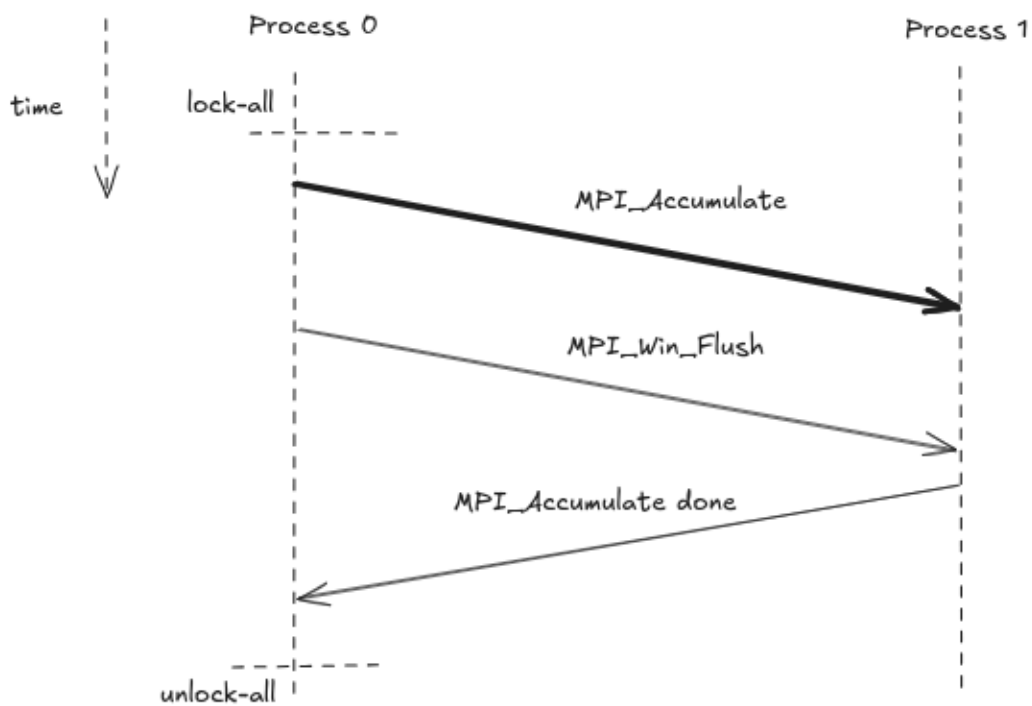 Process 0
Process 1
time
lock-all
MPI_Accumulate
MPI_Win_Flush
MPI_Accumulate done
unlock-all